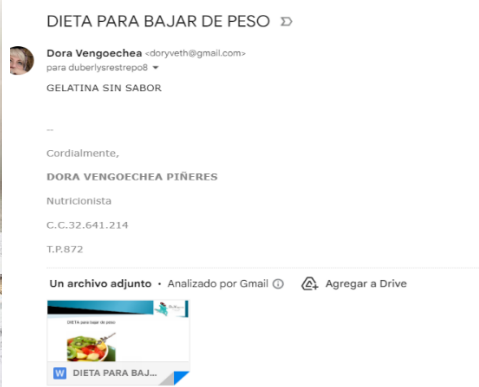 DIETA PARA BAJAR DE PESO
Dora Vengoechea <doryveth@gmail.com>
para duberlysrestrepo8
GELATINA SIN SABOR
--
Cordialmente,
DORA VENGOECHEA PIÑERES
Nutricionista
C.C.32.641.214
T.P.872
Un archivo adjunto • Analizado por Gmail
Agregar a Drive
DIETA para bajar de peso
W DIETA PARA BAJ...